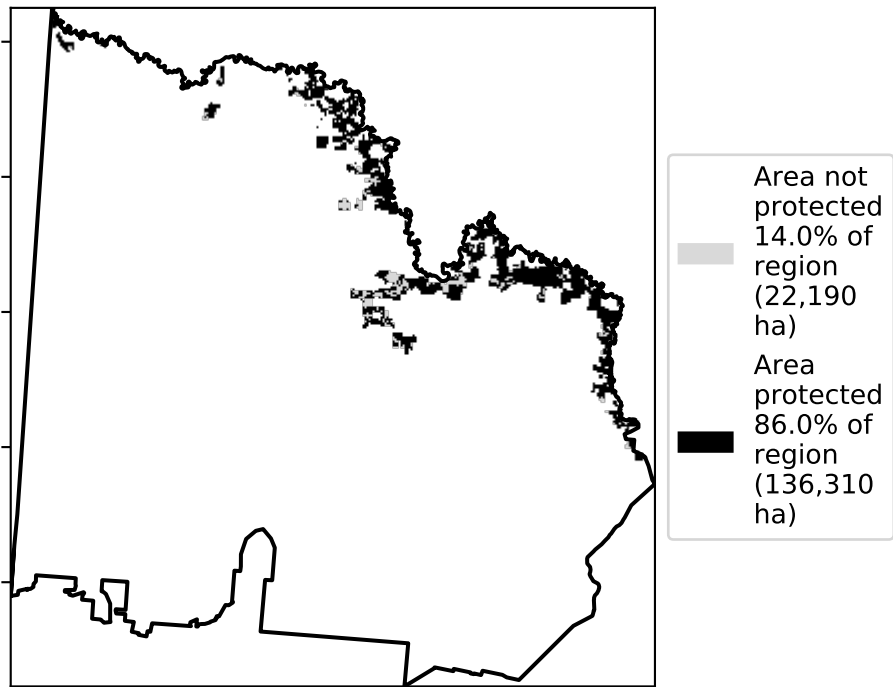 Area not
protected
14.0% of
region
(22,190
ha)
Area
protected
86.0% of
region
(136,310
ha)